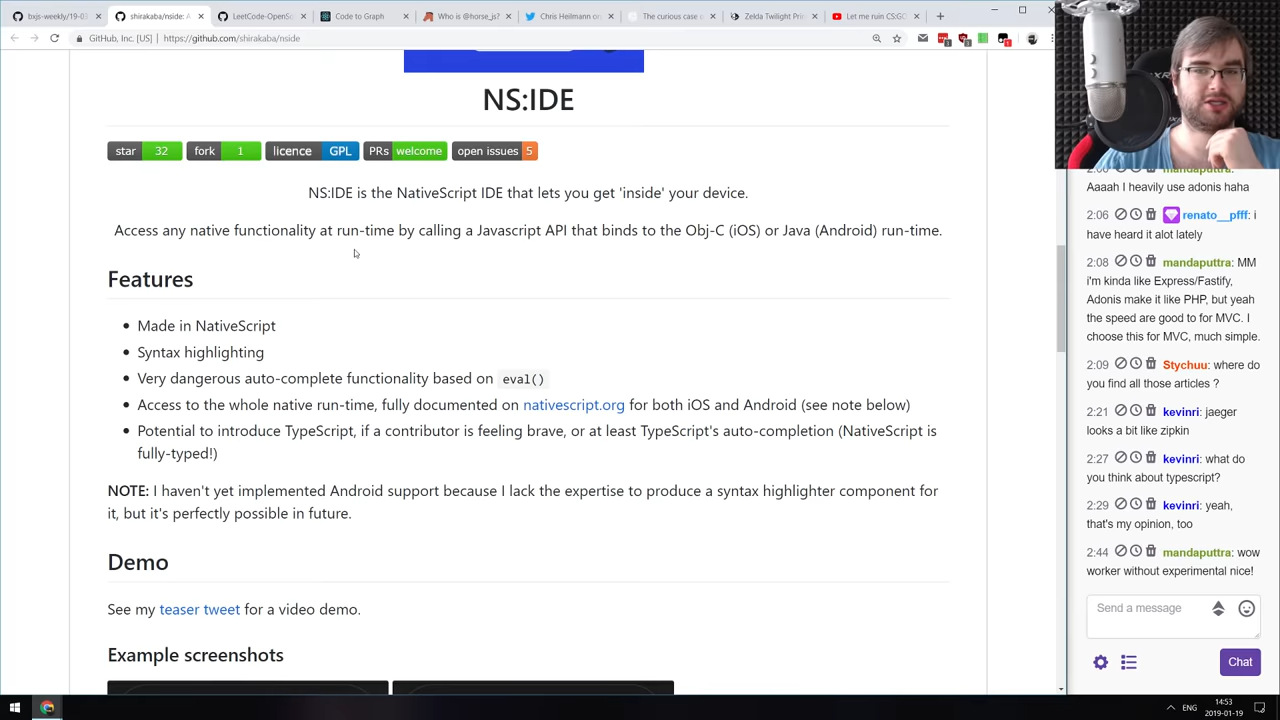 bxjs-weekly/19-03
shirakaba/nside: A
LeetCode-OpenSo
Code to Graph
Who is @horse_js?
Chris Heilmann on
The curious case o
Zelda Twilight Prin
Let me ruin CS:GO
GitHub, Inc. [US] | https://github.com/shirakaba/nside
NS:IDE
star 32 fork 1 licence GPL PRs welcome open issues 5
NS:IDE is the NativeScript IDE that lets you get 'inside' your device.
Access any native functionality at run-time by calling a Javascript API that binds to the Obj-C (iOS) or Java (Android) run-time.
Features
Made in NativeScript
Syntax highlighting
Very dangerous auto-complete functionality based on eval()
Access to the whole native run-time, fully documented on nativescript.org for both iOS and Android (see note below)
Potential to introduce TypeScript, if a contributor is feeling brave, or at least TypeScript's auto-completion (NativeScript is
fully-typed!)
NOTE: I haven't yet implemented Android support because I lack the expertise to produce a syntax highlighter component for
it, but it's perfectly possible in future.
Demo
See my teaser tweet for a video demo.
Example screenshots
Aaaah I heavily use adonis haha
2:06 renato__pfff: i
have heard it alot lately
2:08 mandaputtra: MM
i'm kinda like Express/Fastify,
Adonis make it like PHP, but yeah
the speed are good to for MVC. I
choose this for MVC, much simple.
2:09 Stychuu: where do
you find all those articles ?
2:21 kevinri: jaeger
looks a bit like zipkin
2:27 kevinri: what do
you think about typescript?
2:29 kevinri: yeah,
that's my opinion, too
2:44 mandaputtra: wow
worker without experimental nice!
Send a message
Chat
ENG
14:53
2019-01-19